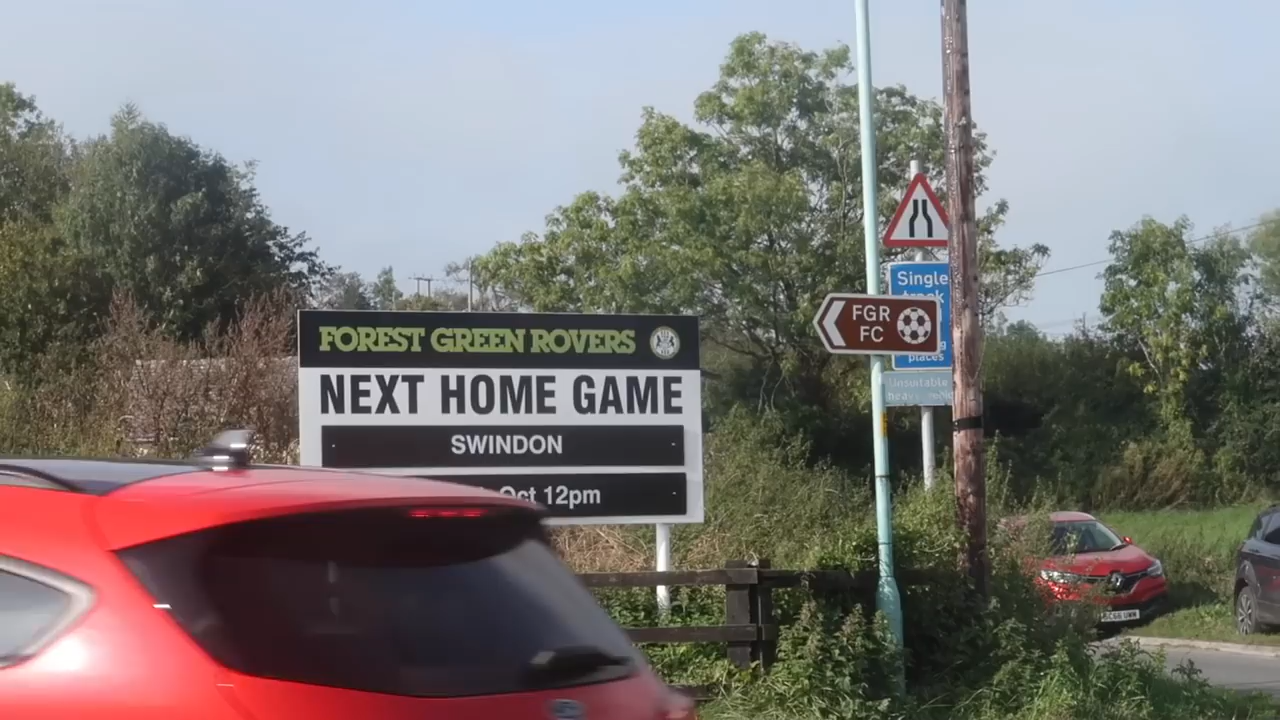 FOREST GREEN ROVERS
NEXT HOME GAME
SWINDON
Oct 12pm
FGR
FC
Single
places
Unsuitable